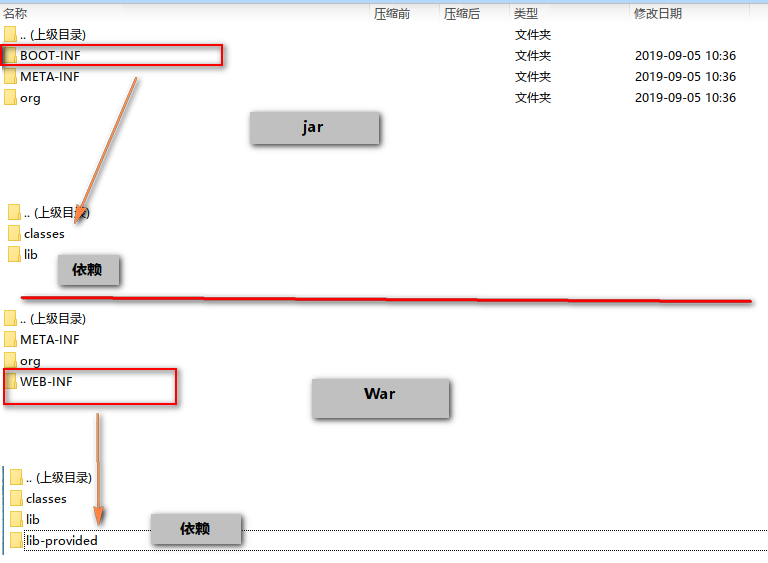 名称 压缩前 压缩后 类型 修改日期
.. (上级目录) 文件夹
BOOT-INF 文件夹 2019-09-05 10:36
META-INF 文件夹 2019-09-05 10:36
org 文件夹 2019-09-05 10:36
jar
.. (上级目录)
classes
lib
依赖
.. (上级目录)
META-INF
org
WEB-INF
War
.. (上级目录)
classes
lib
依赖
lib-provided